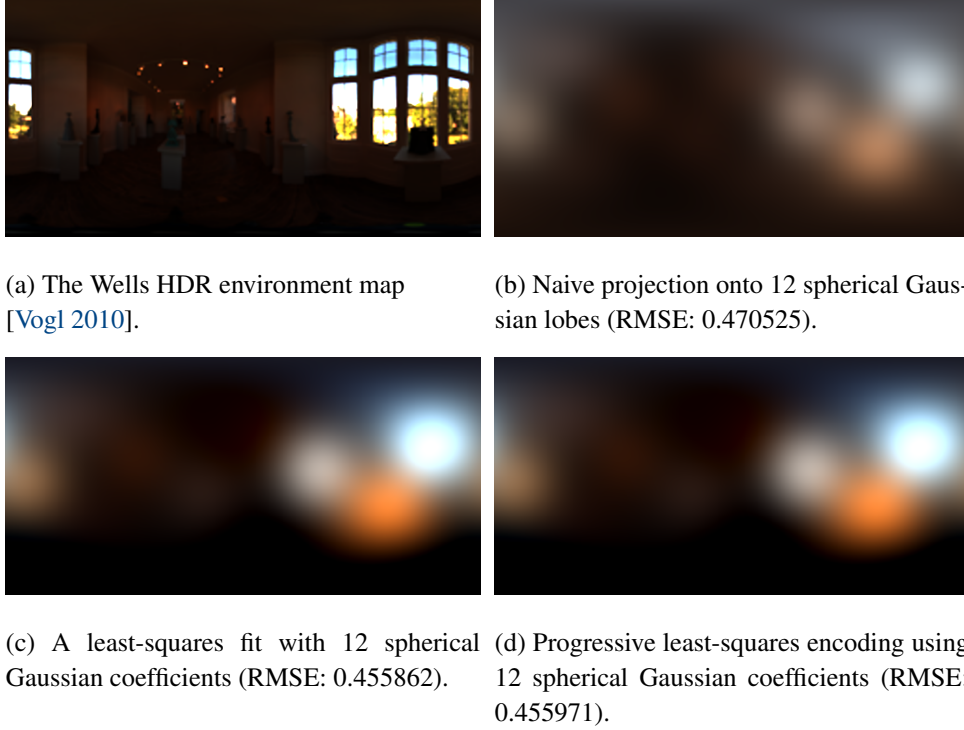 (a) The Wells HDR environment map
[Vogl 2010].
(b) Naive projection onto 12 spherical Gaus-
sian lobes (RMSE: 0.470525).
(c) A least-squares fit with 12 spherical
Gaussian coefficients (RMSE: 0.455862).
(d) Progressive least-squares encoding using
12 spherical Gaussian coefficients (RMSE:
0.455971).